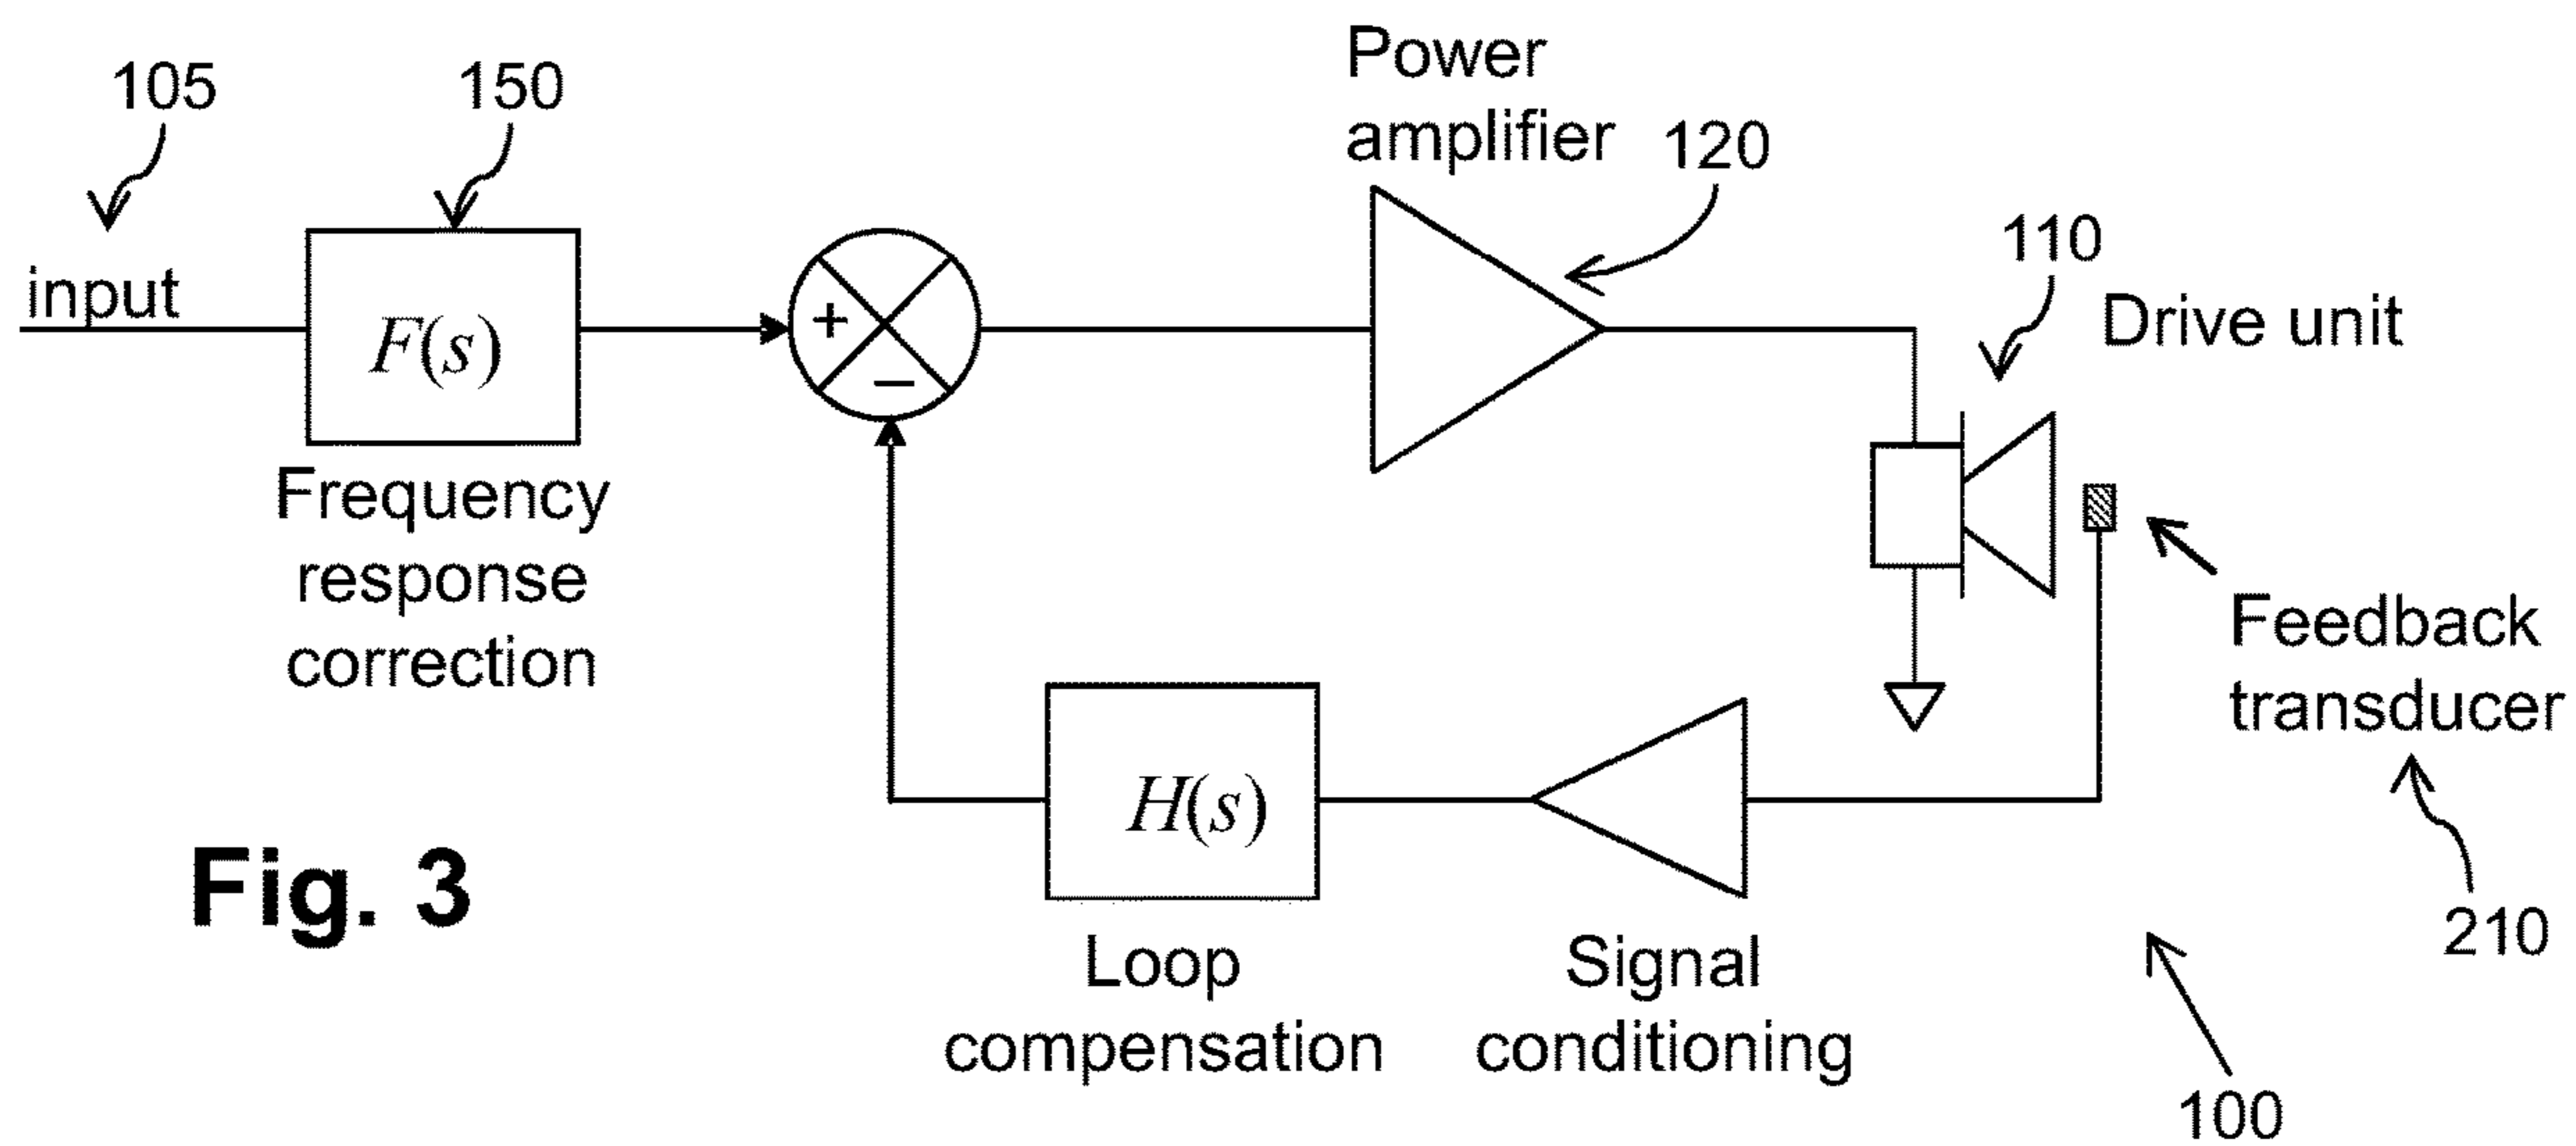 105
150
Power
amplifier
120
110
Drive unit
input
F(s)
+
−
Frequency
response
correction
Feedback
transducer
210
H(s)
Loop
compensation
Signal
conditioning
100
Fig. 3